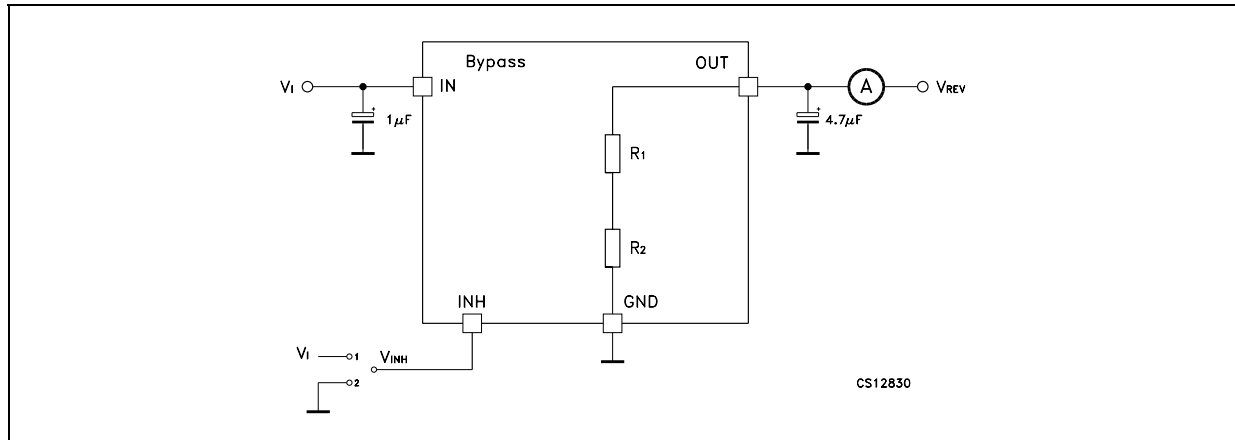 Bypass
OUT
VI
IN
A
VREV
1μF
4.7μF
R1
R2
INH
GND
VI
1
VINH
2
CS12830